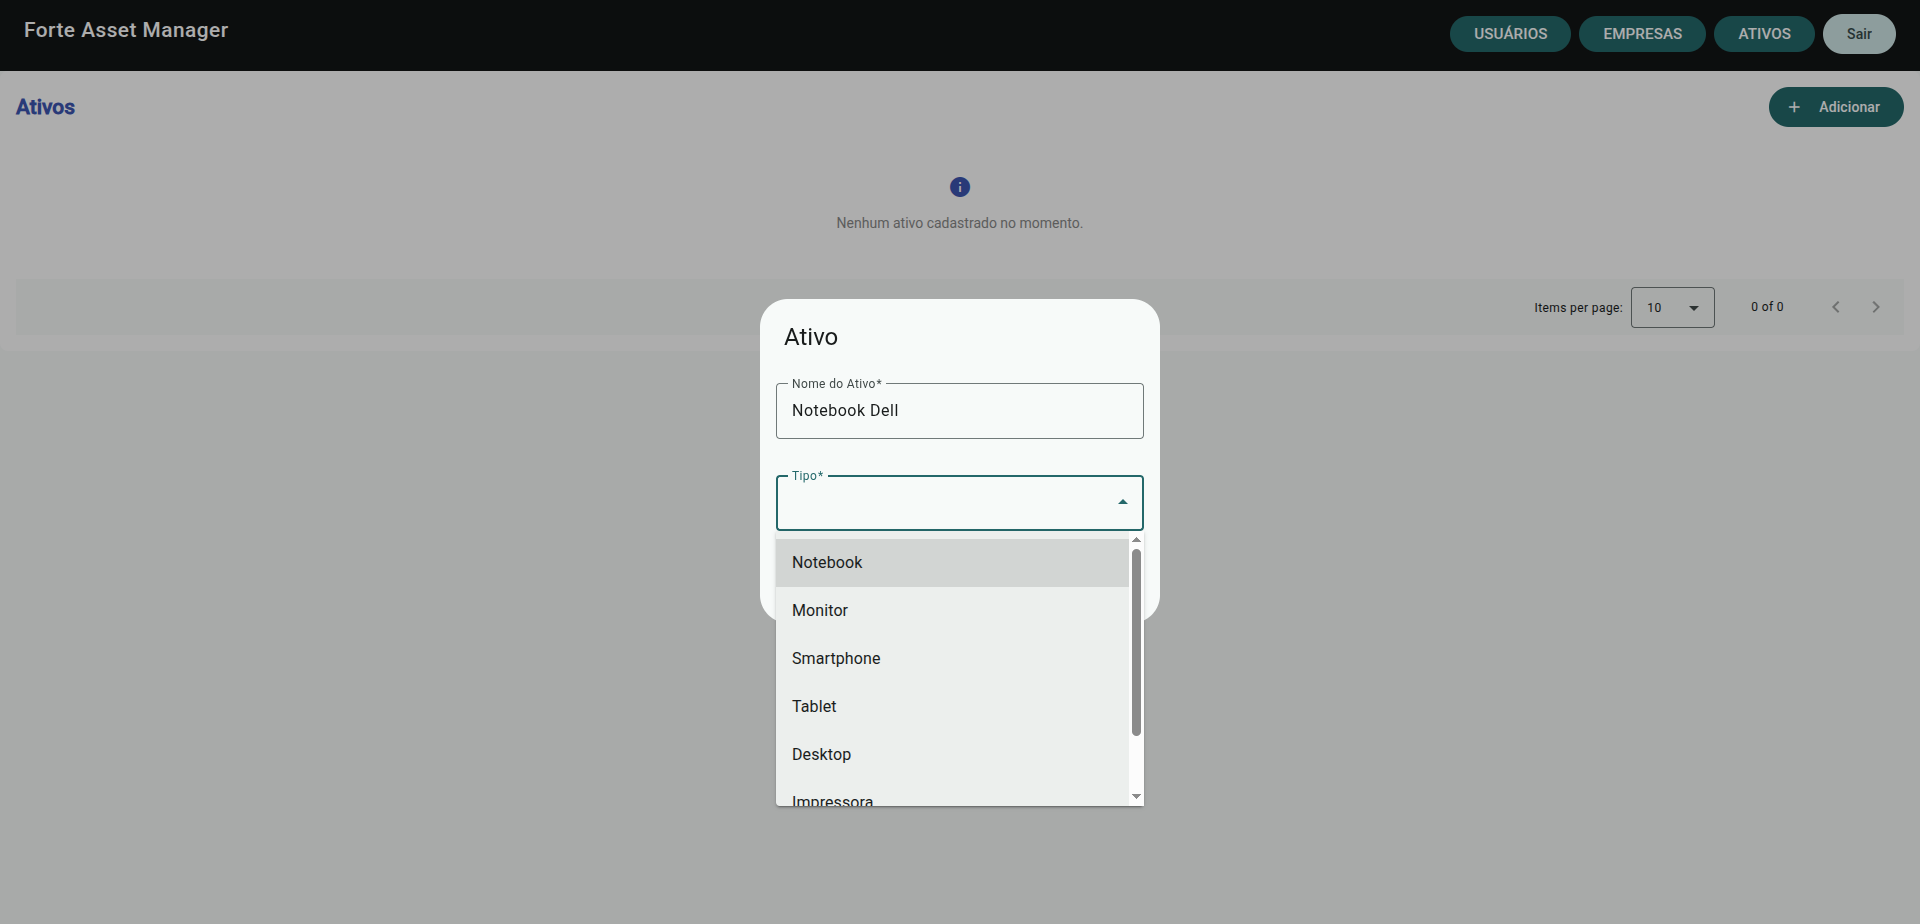 Forte Asset Manager
USUÁRIOS
EMPRESAS
ATIVOS
Sair
Ativos
Adicionar
Nenhum ativo cadastrado no momento.
Items per page:
10
0 of 0
Ativo
Nome do Ativo*
Notebook Dell
Tipo*
Notebook
Monitor
Smartphone
Tablet
Desktop
Impressora